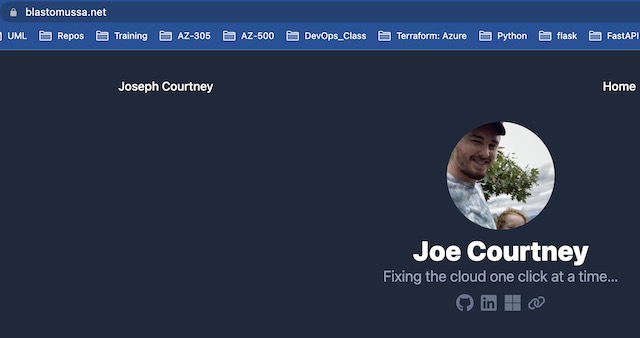 blastomussa.net
UML Repos Training AZ-305 AZ-500 DevOps_Class Terraform: Azure Python flask FastAPI
Joseph Courtney Home
Joe Courtney
Fixing the cloud one click at a time...